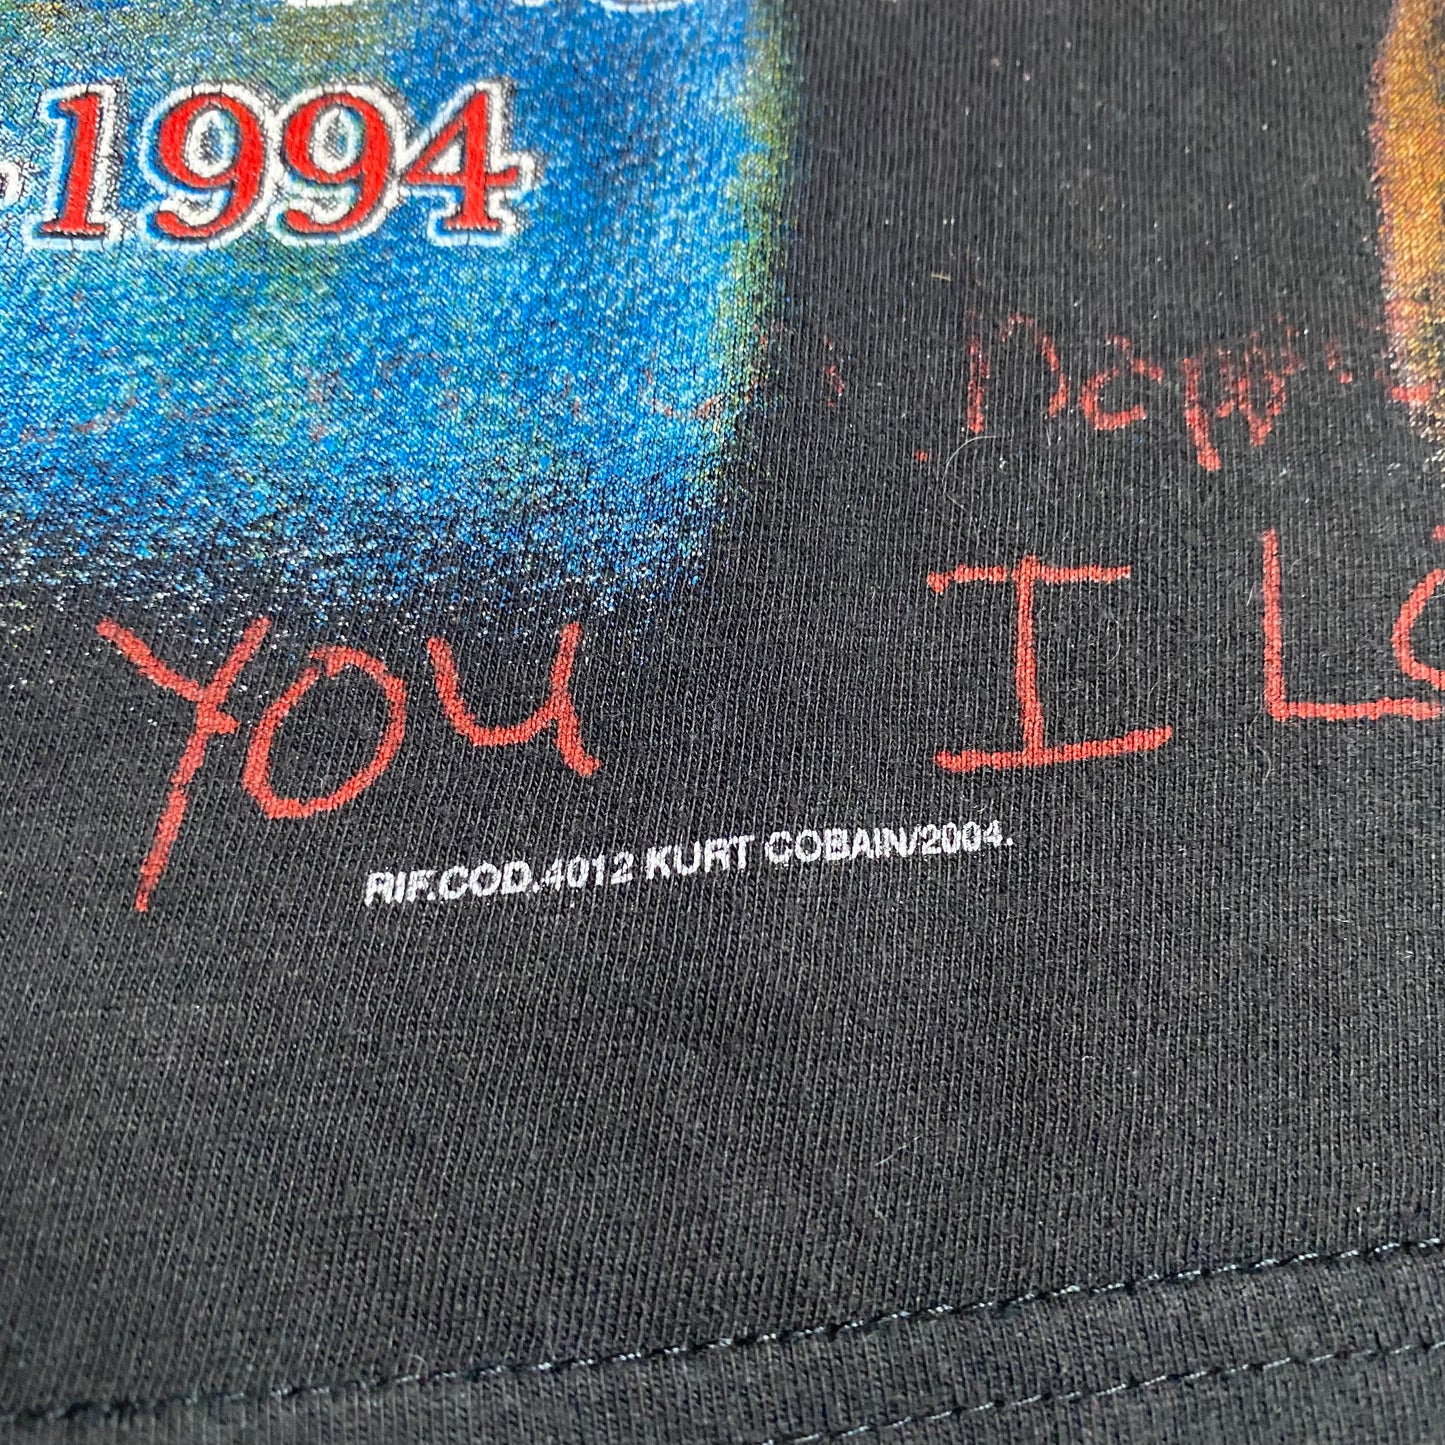 -1994
YOU I LO
RIF.COD.4012 KURT COBAIN/2004.